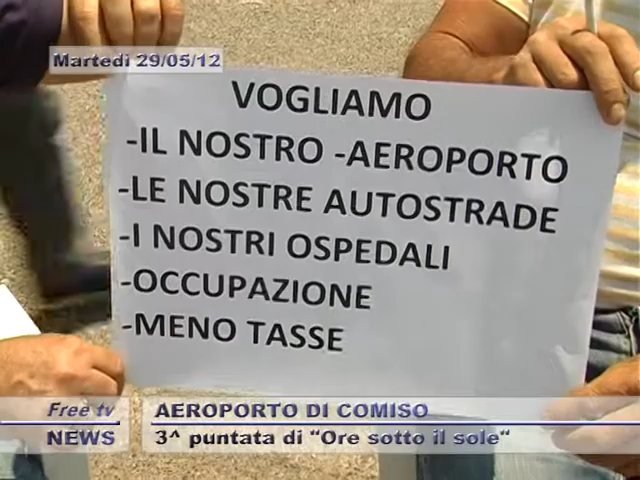 Martedì 29/05/12
VOGLIAMO
-IL NOSTRO -AEROPORTO
-LE NOSTRE AUTOSTRADE
-I NOSTRI OSPEDALI
-OCCUPAZIONE
-MENO TASSE
Free tv
NEWS
AEROPORTO DI COMISO
3^ puntata di "Ore sotto il sole"